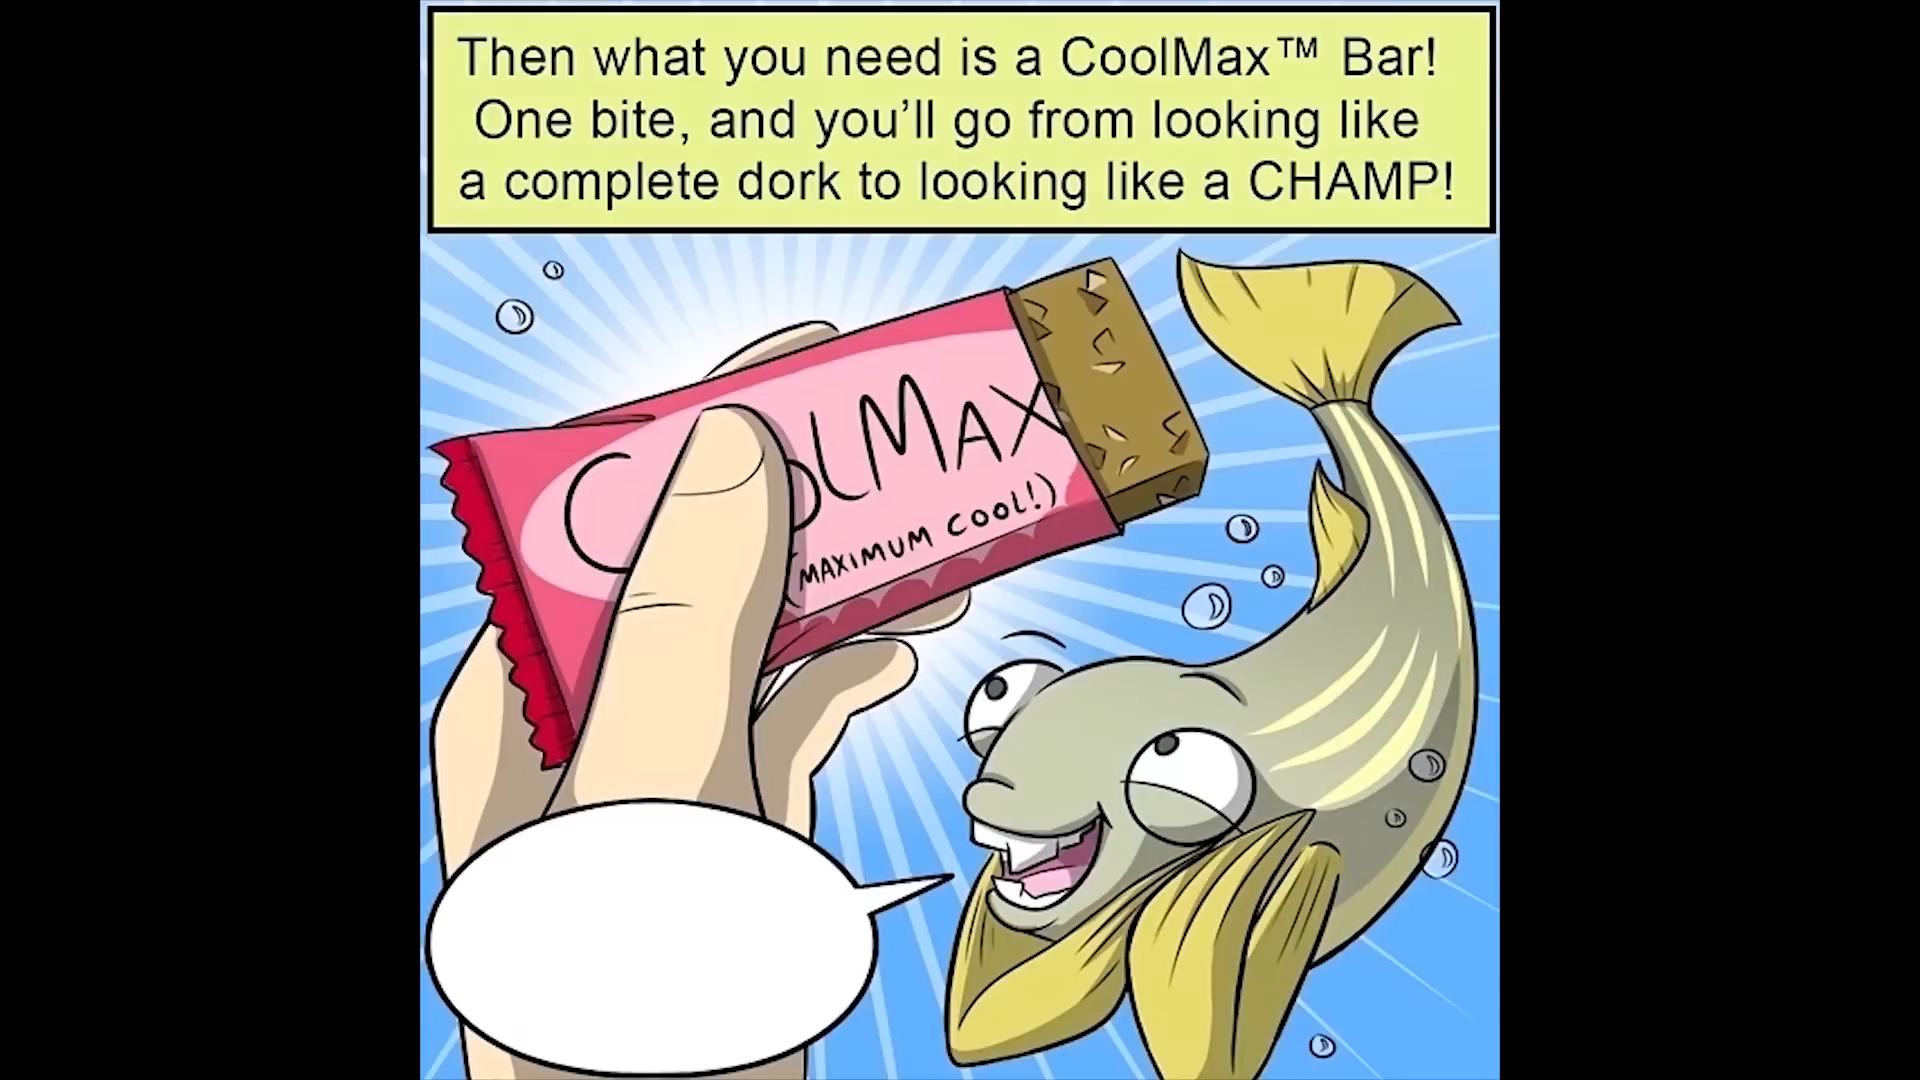 Then what you need is a CoolMax™ Bar!
One bite, and you’ll go from looking like
a complete dork to looking like a CHAMP!
CoolMax
(MAXIMUM COOL!)